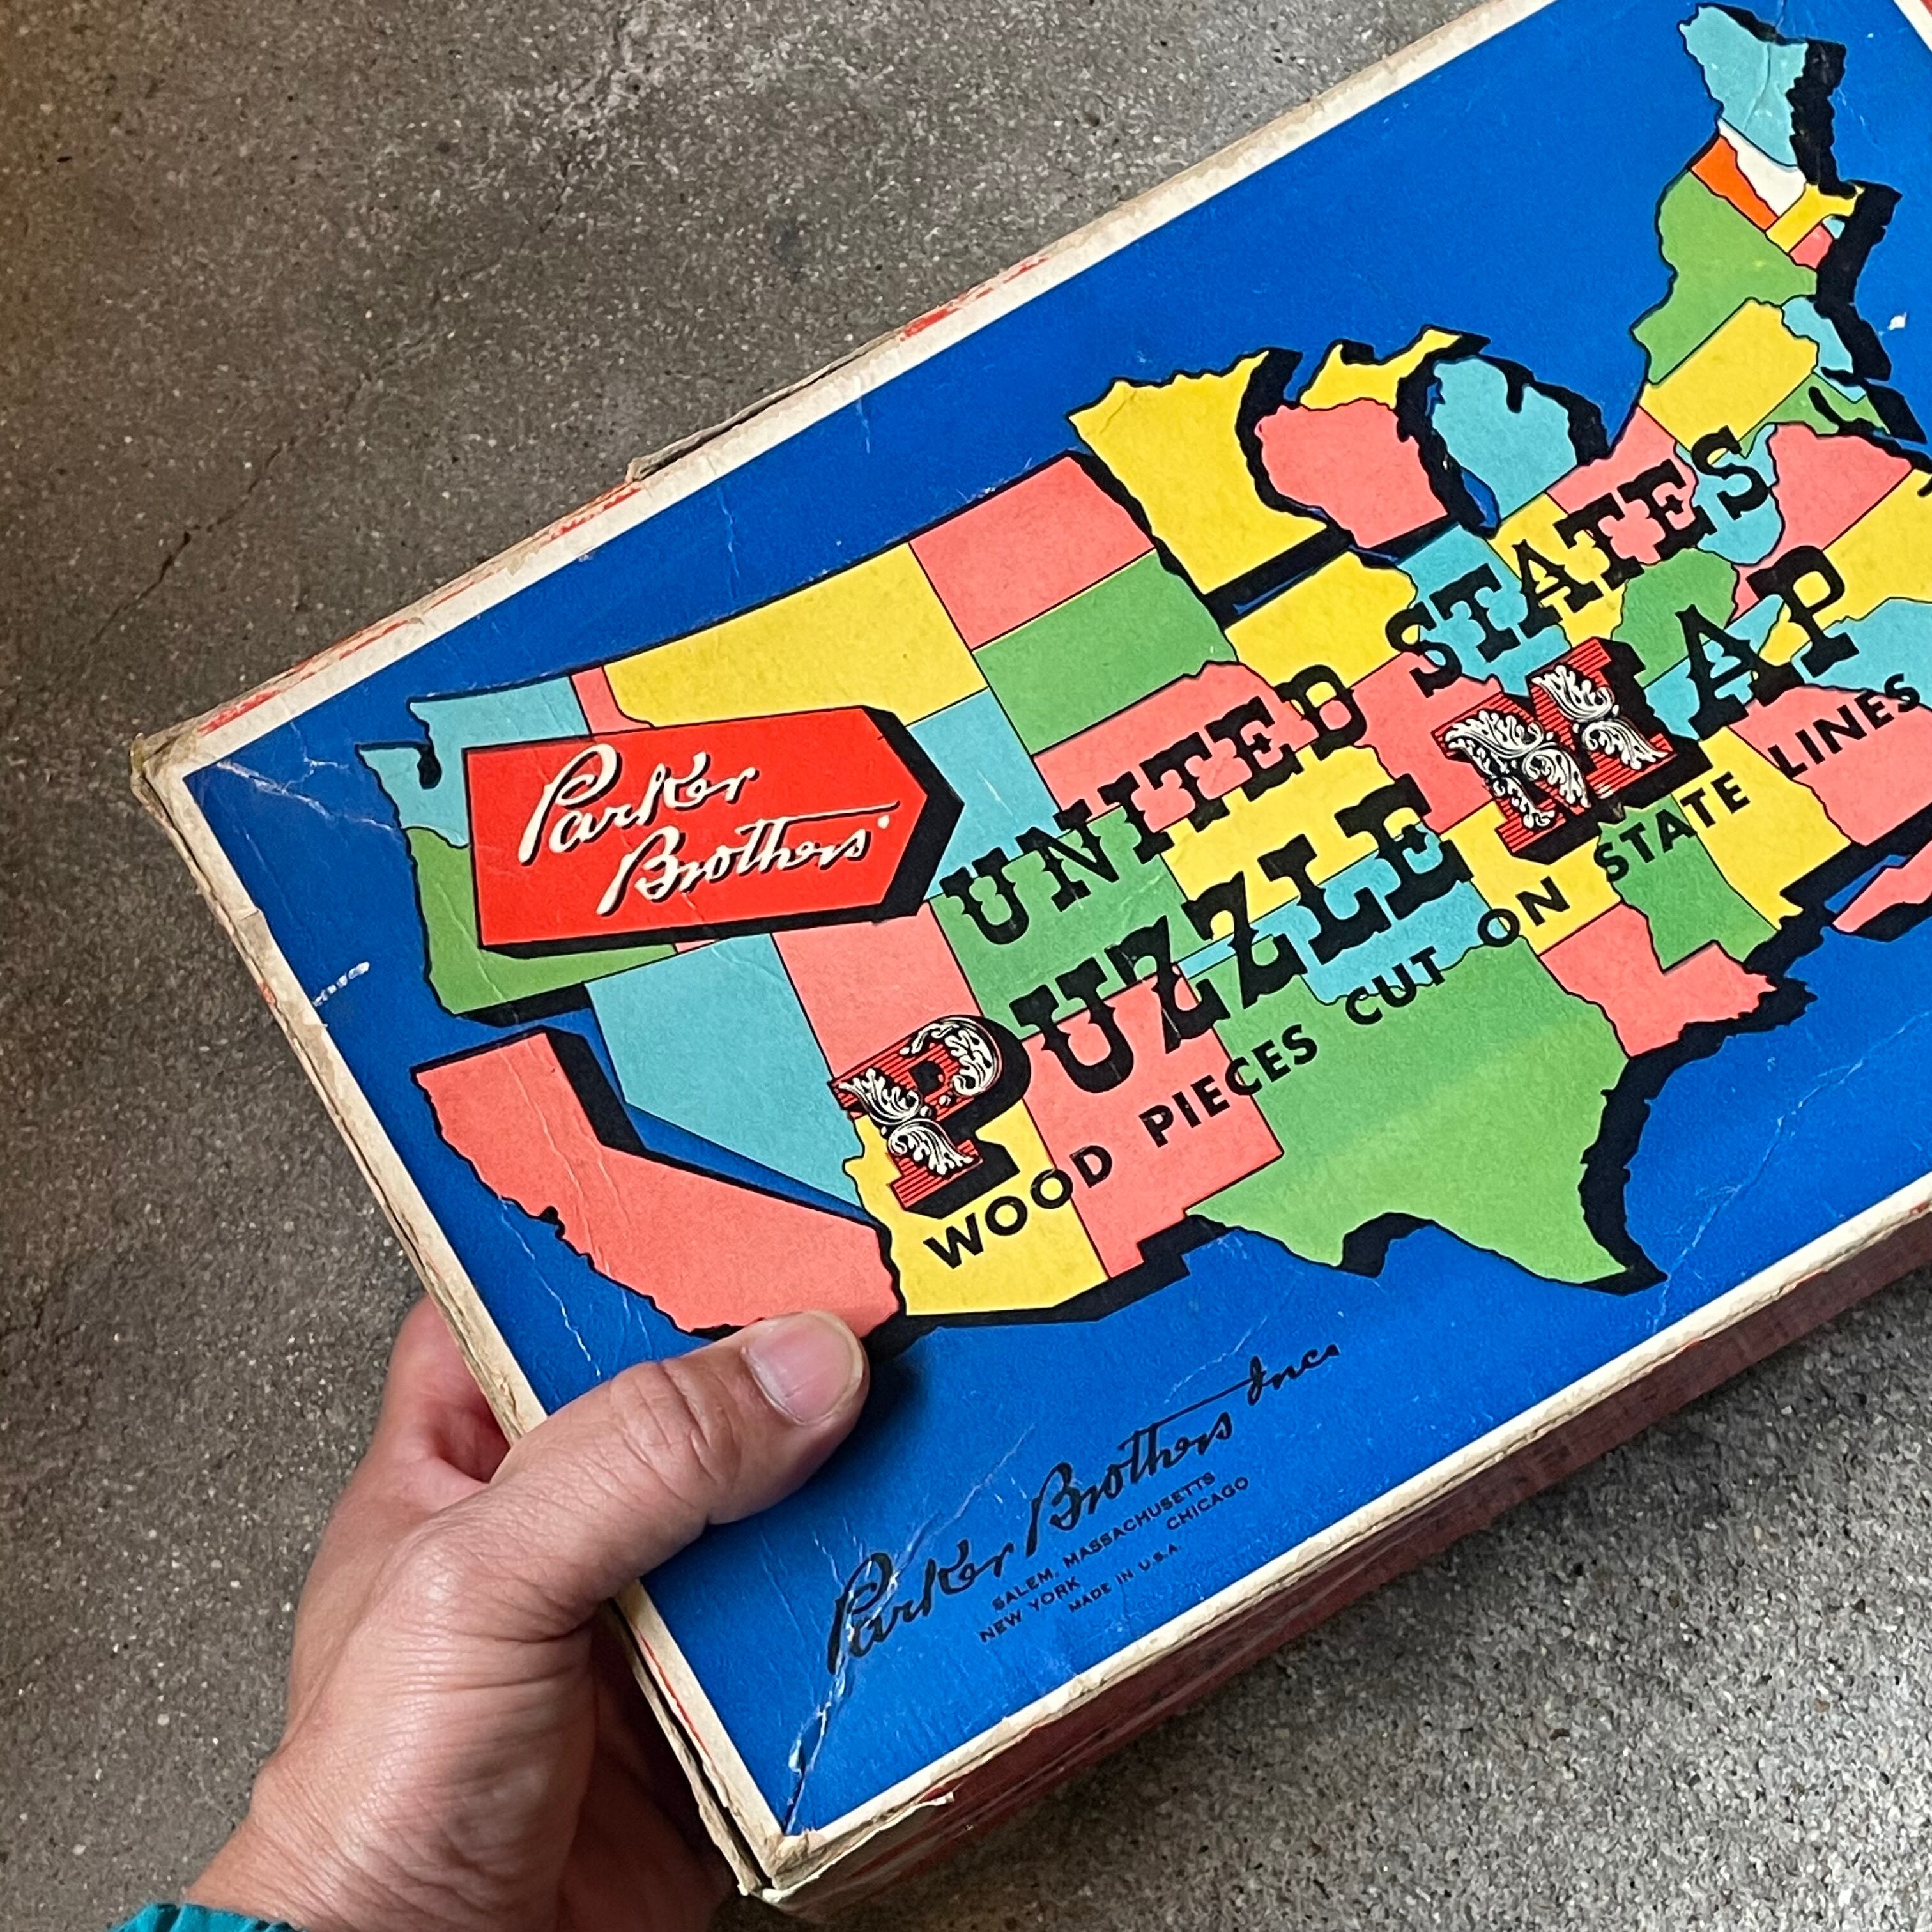 Parker
Brothers
UNITED STATES
PUZZLE MAP
WOOD PIECES CUT ON STATE LINES
Parker Brothers Inc.
SALEM, MASSACHUSETTS
NEW YORK CHICAGO
MADE IN U.S.A.